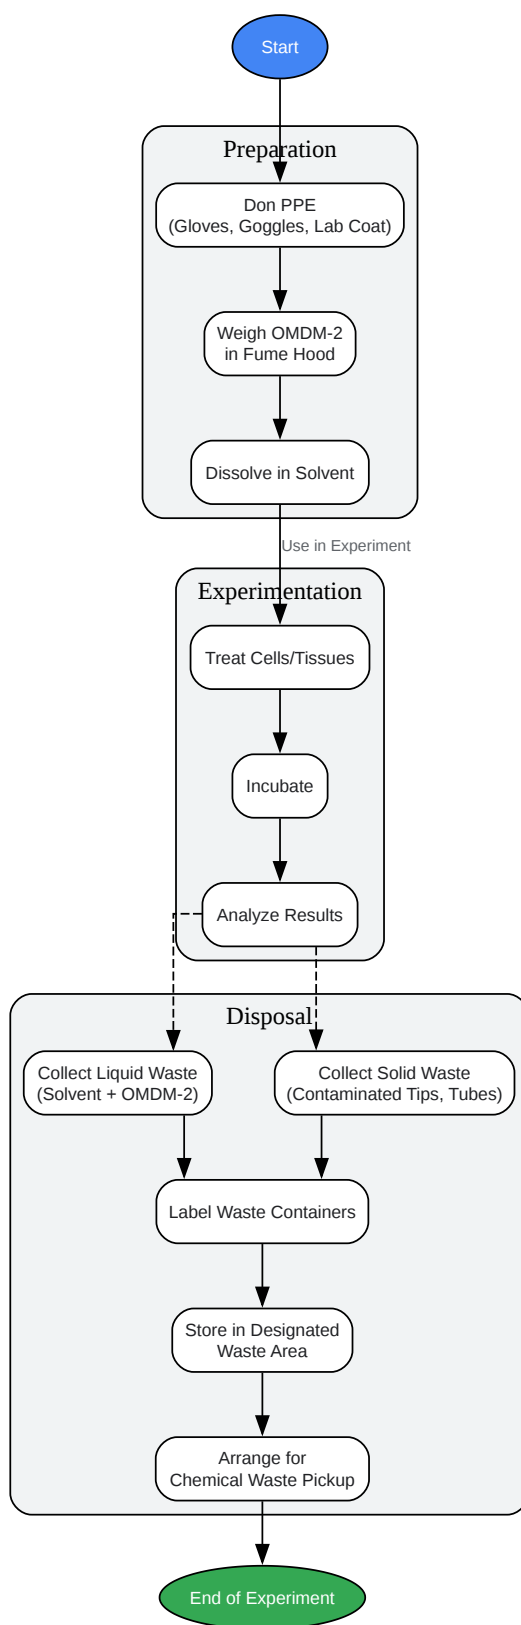 Start
Preparation
Don PPE
(Gloves, Goggles, Lab Coat)
Weigh OMDM-2
in Fume Hood
Dissolve in Solvent
Use in Experiment
Experimentation
Treat Cells/Tissues
Incubate
Analyze Results
Disposal
Collect Liquid Waste
(Solvent + OMDM-2)
Collect Solid Waste
(Contaminated Tips, Tubes)
Label Waste Containers
Store in Designated
Waste Area
Arrange for
Chemical Waste Pickup
End of Experiment